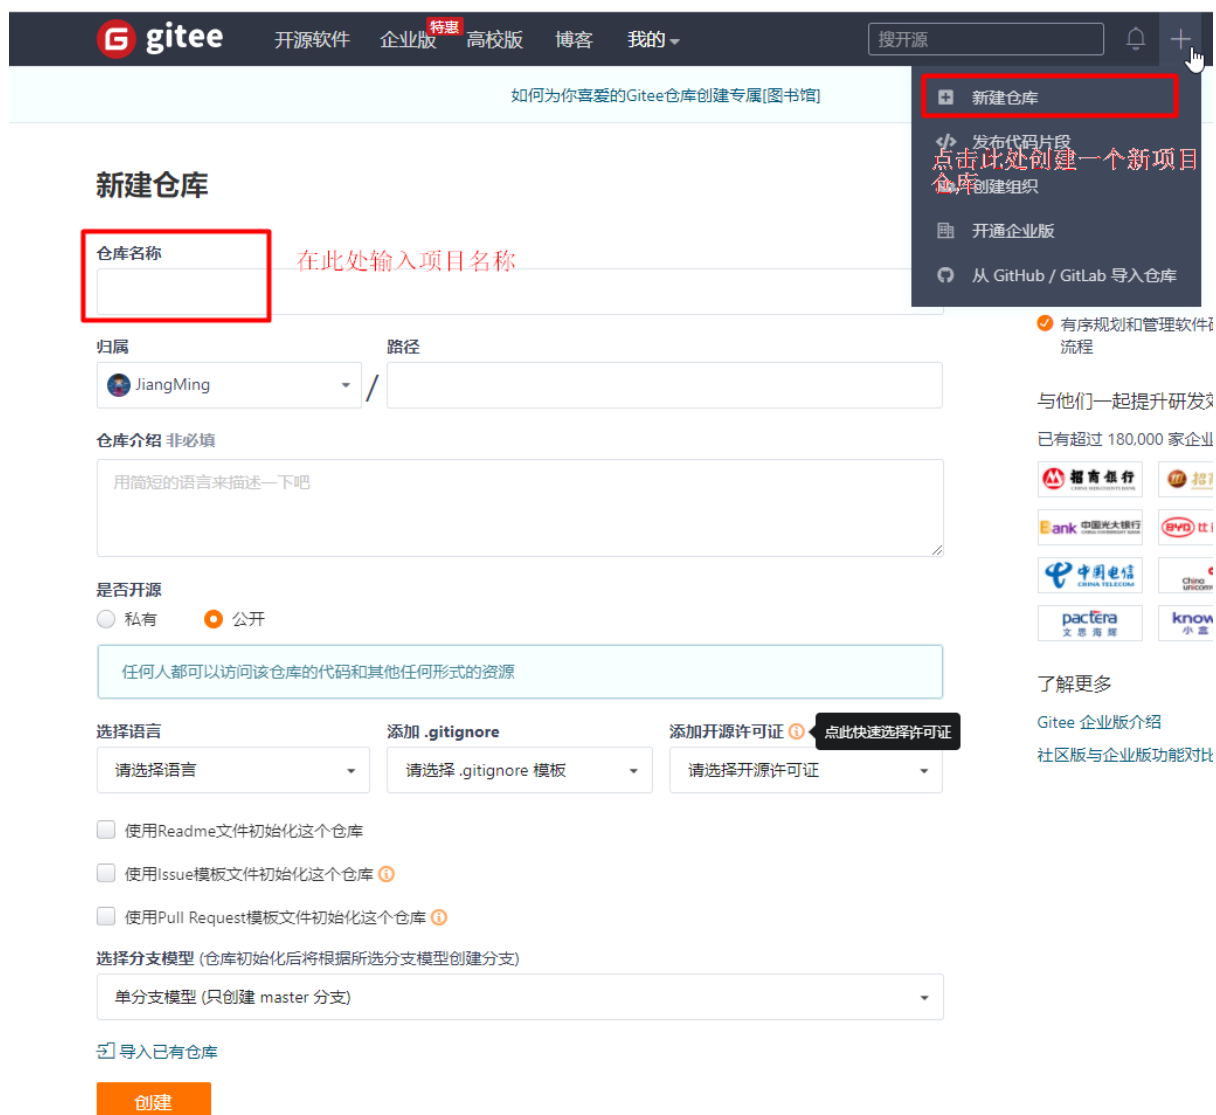 gitee
开源软件 企业版 特惠 高校版 博客 我的 搜开源
如何为你喜爱的Gitee仓库创建专属[图书馆]
新建仓库
发布代码片段
点击此处创建一个新项目
仓库
创建组织
开通企业版
从 GitHub / GitLab 导入仓库
新建仓库
仓库名称
在此处输入项目名称
归属 路径
JiangMing /
仓库介绍 非必填
用简短的语言来描述一下吧
是否开源
私有 公开
任何人都可以访问该仓库的代码和其他任何形式的资源
选择语言 添加 .gitignore 添加开源许可证 点此快速选择许可证
请选择语言 请选择 .gitignore 模板 请选择开源许可证
使用Readme文件初始化这个仓库
使用Issue模板文件初始化这个仓库
使用Pull Request模板文件初始化这个仓库
选择分支模型 (仓库初始化后将根据所选分支模型创建分支)
单分支模型 (只创建 master 分支)
导入已有仓库
创建
有序规划和管理软件
流程
与他们一起提升研发
已有超过 180,000 家企业
招商银行
CHINA MERCHANTS BANK
招
Bank 中国光大银行
BYD 比
中国电信
CHINA TELECOM
China
unicom
pactera
文思海辉
know
小盒
了解更多
Gitee 企业版介绍
社区版与企业版功能对比